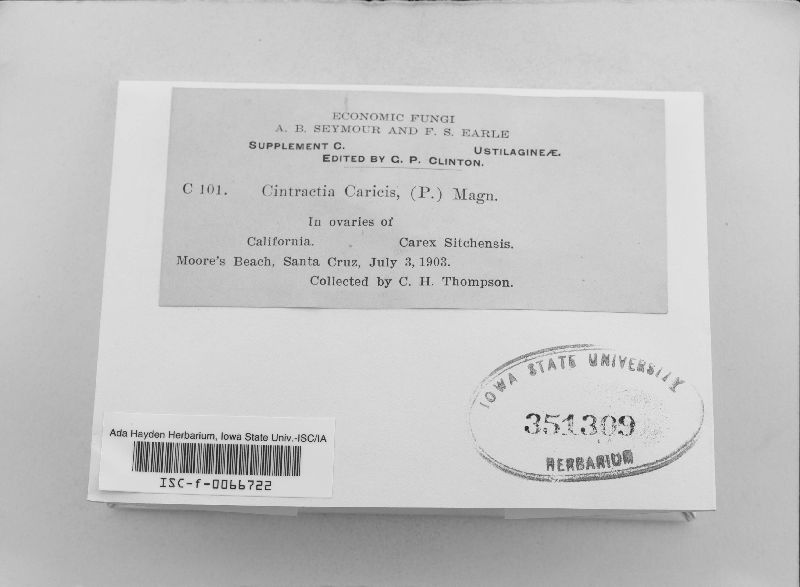 ECONOMIC FUNGI
A. B. SEYMOUR AND F. S. EARLE
SUPPLEMENT C. USTILAGINEÆ.
EDITED BY G. P. CLINTON.
C 101. Cintractia Caricis, (P.) Magn.
In ovaries of
California. Carex Sitchensis.
Moore's Beach, Santa Cruz, July 3, 1903.
Collected by C. H. Thompson.
IOWA STATE UNIVERSITY
351309
HERBARIUM
Ada Hayden Herbarium, Iowa State Univ.-ISC/IA
ISC-f-0066722